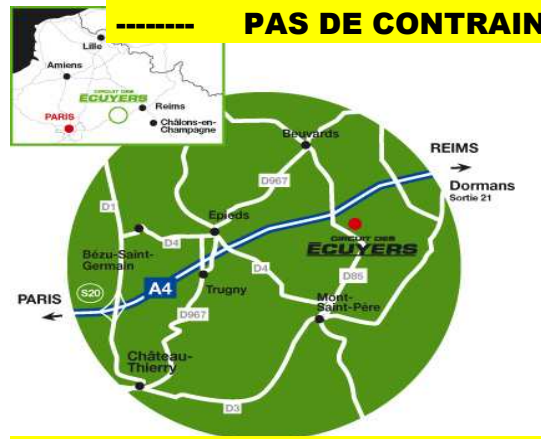 -------- PAS DE CONTRAIN
Lille
Amiens
CIRCUIT DES
ECUYERS
Reims
PARIS
Châlons-en-
Champagne
Beuvards
REIMS
Dormans
Sortie 21
D967
D1
Epieds
D4
CIRCUIT DES
ECUYERS
Bézu-Saint-
Germain
D4
D85
S20
A4
Trugny
PARIS
Mont-
Saint-Père
D967
Château-
Thierry
D3